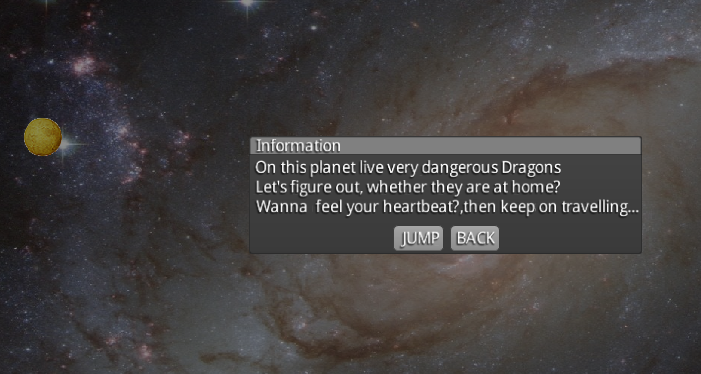 Information
On this planet live very dangerous Dragons
Let's figure out, whether they are at home?
Wanna  feel your heartbeat?,then keep on travelling...
JUMP BACK